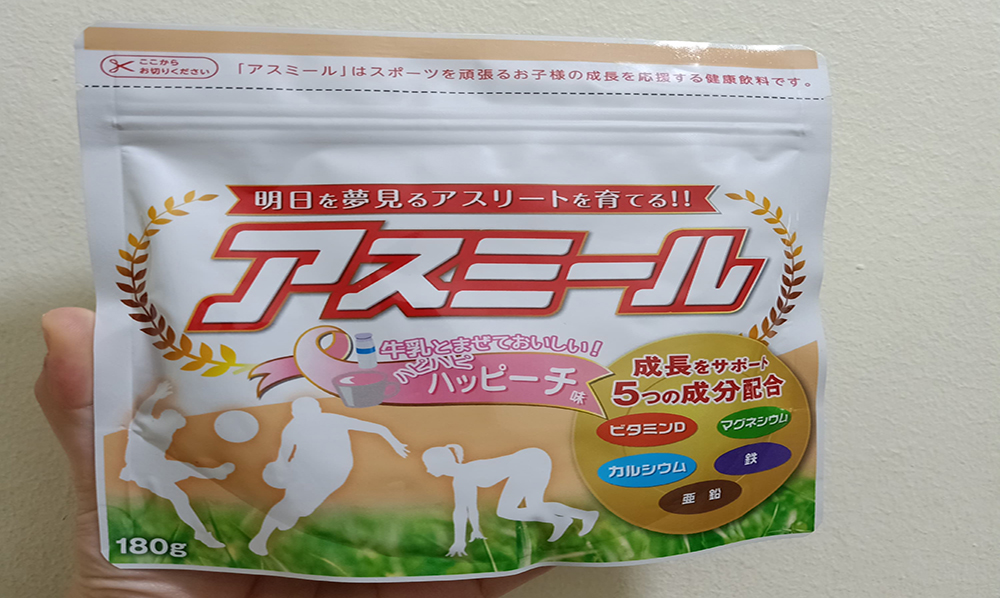 ここから
お切りください
「アスミール」はスポーツを頑張るお子様の成長を応援する健康飲料です。
明日を夢見るアスリートを育てる!!
アスミール
牛乳とまぜておいしい!
ハピハピ
ハッピーチ味
成長をサポート
5つの成分配合
ビタミンD
マグネシウム
カルシウム
鉄
亜鉛
180g